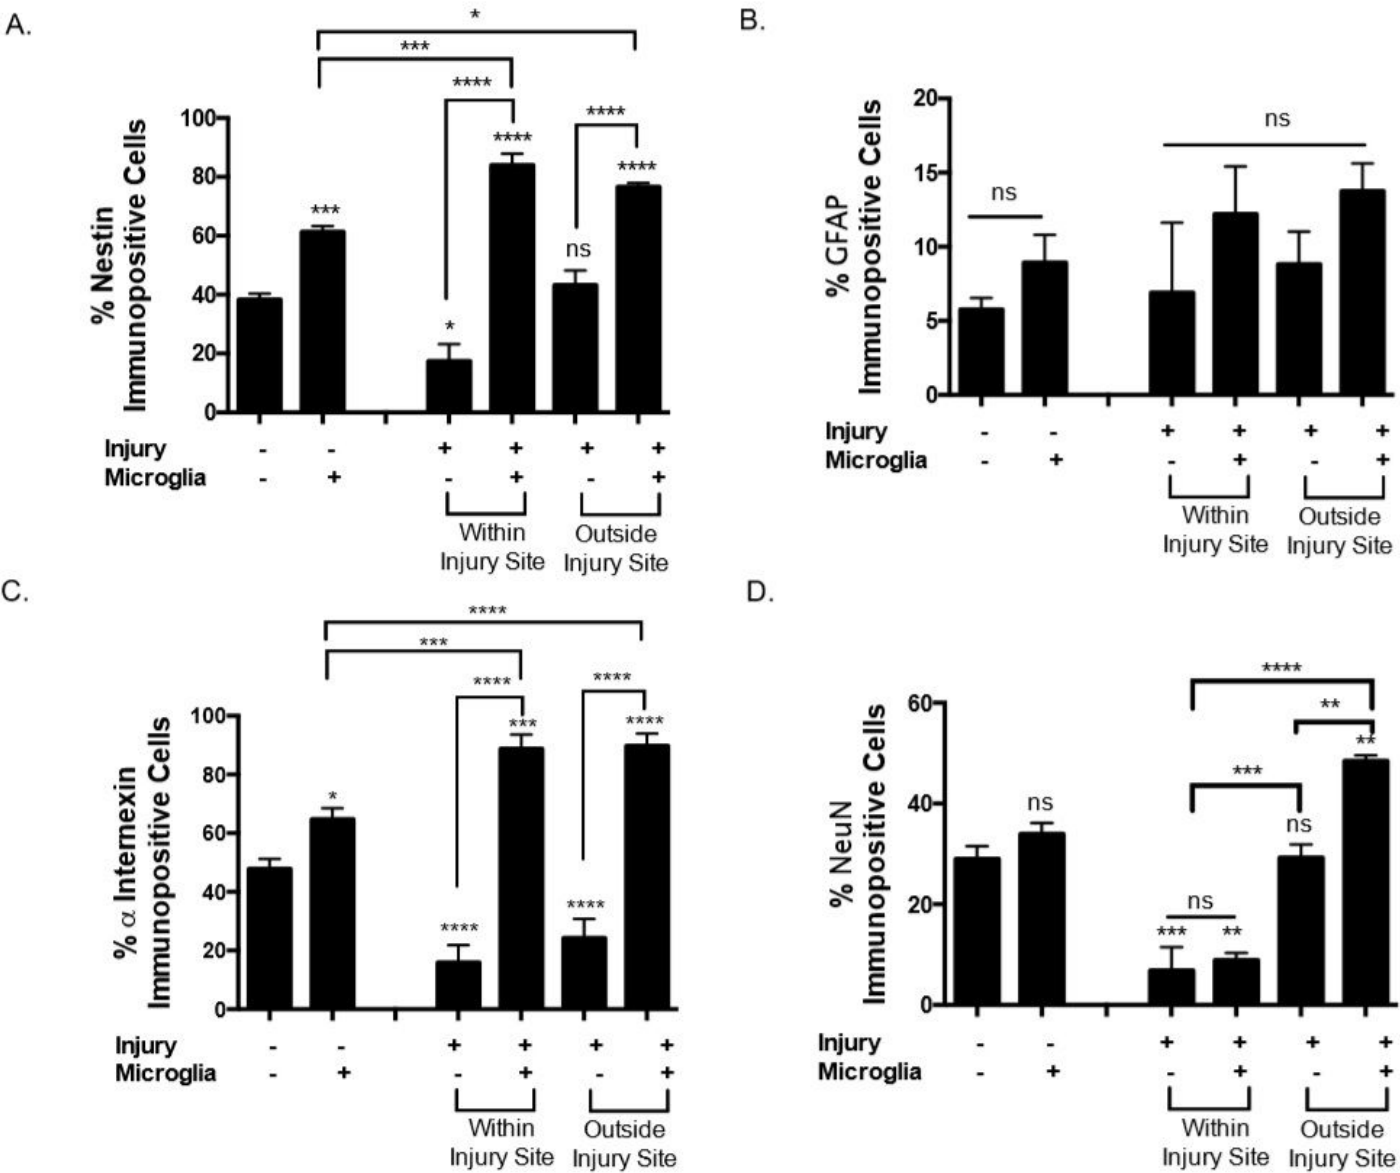 A.
*
***
****
****
****
****
***
ns
*
100
80
60
40
20
0
% Nestin
Immunopositive Cells
Injury - - + + + +
Microglia - + - + - +
Within
Injury Site
Outside
Injury Site
B.
ns
ns
20
15
10
5
0
% GFAP
Immunopositive Cells
Injury - - + + + +
Microglia - + - + - +
Within
Injury Site
Outside
Injury Site
C.
****
***
****
****
***
****
*
****
****
100
80
60
40
20
0
% α Internexin
Immunopositive Cells
Injury - - + + + +
Microglia - + - + - +
Within
Injury Site
Outside
Injury Site
D.
****
**
**
***
ns
ns
ns
***
**
60
40
20
0
% NeuN
Immunopositive Cells
Injury - - + + + +
Microglia - + - + - +
Within
Injury Site
Outside
Injury Site